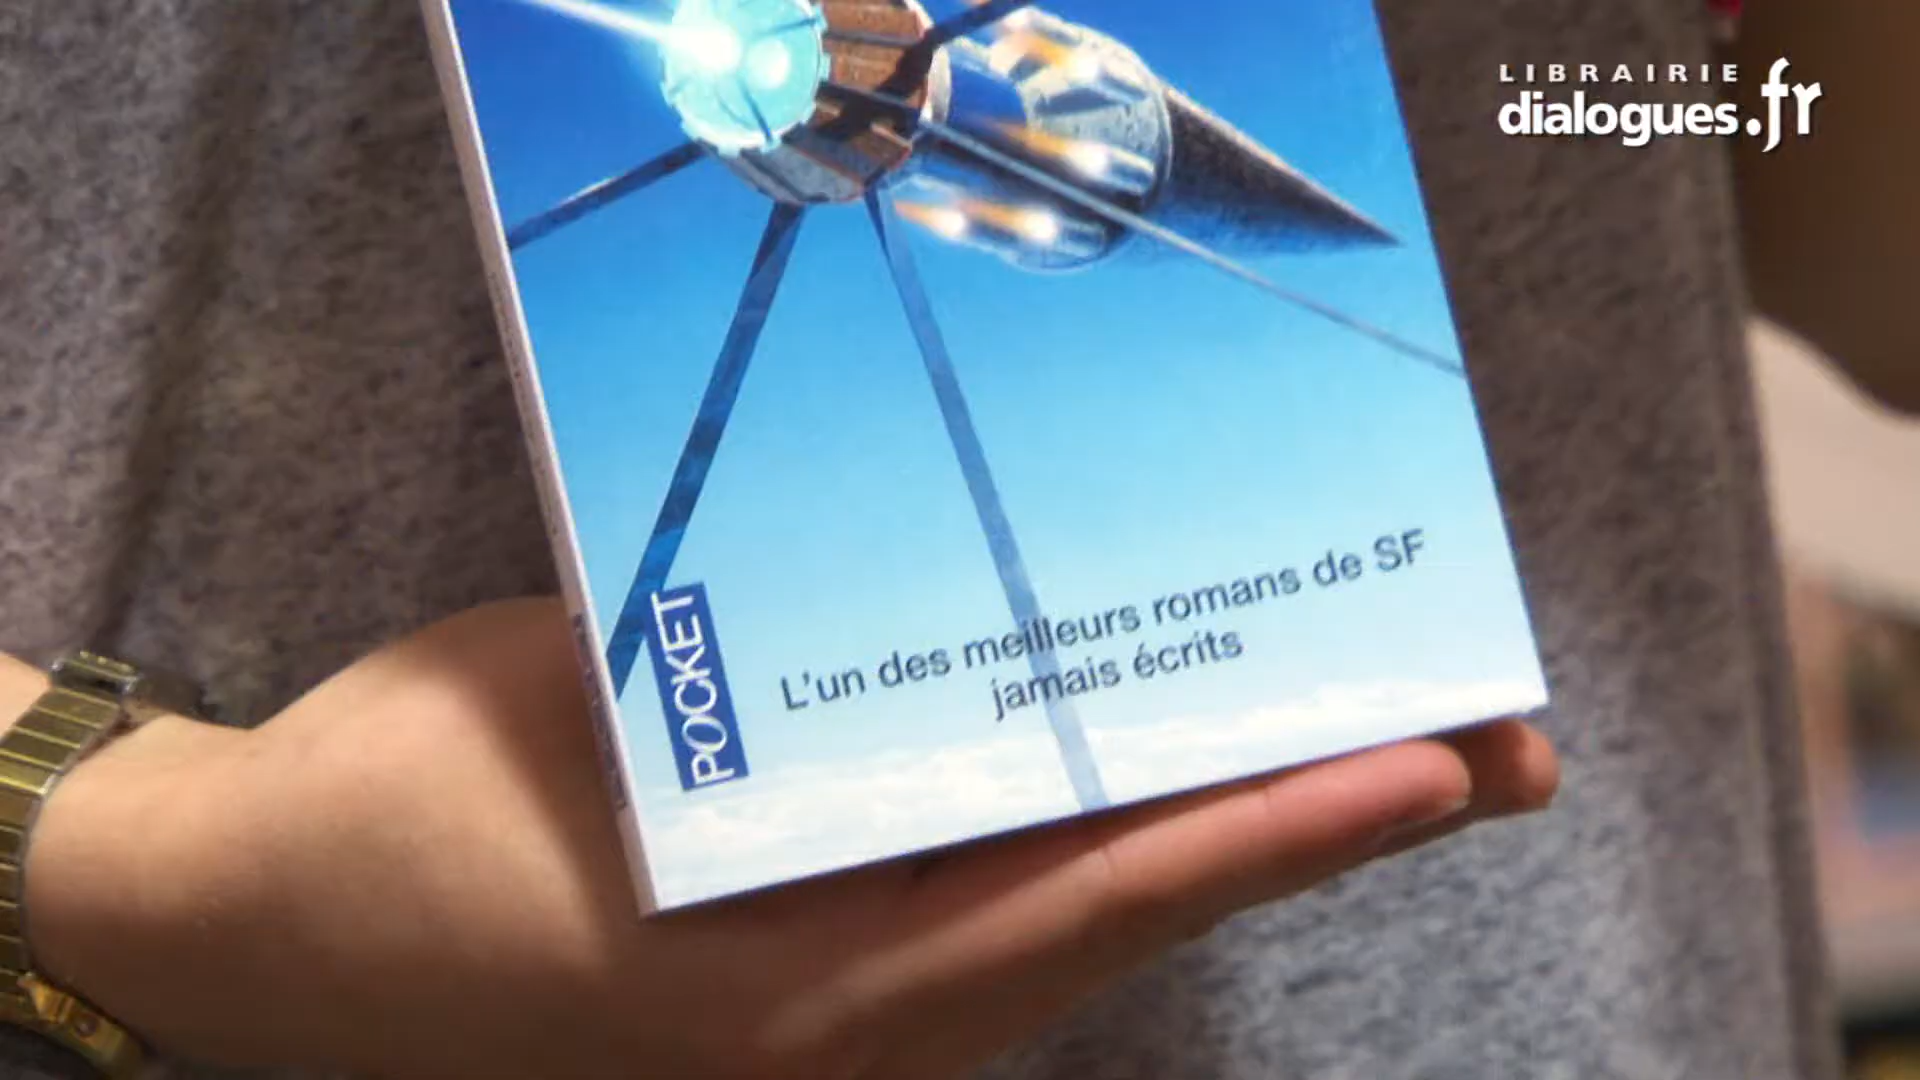 LIBRAIRIE
dialogues.fr
L'un des meilleurs romans de SF
jamais écrits
POCKET